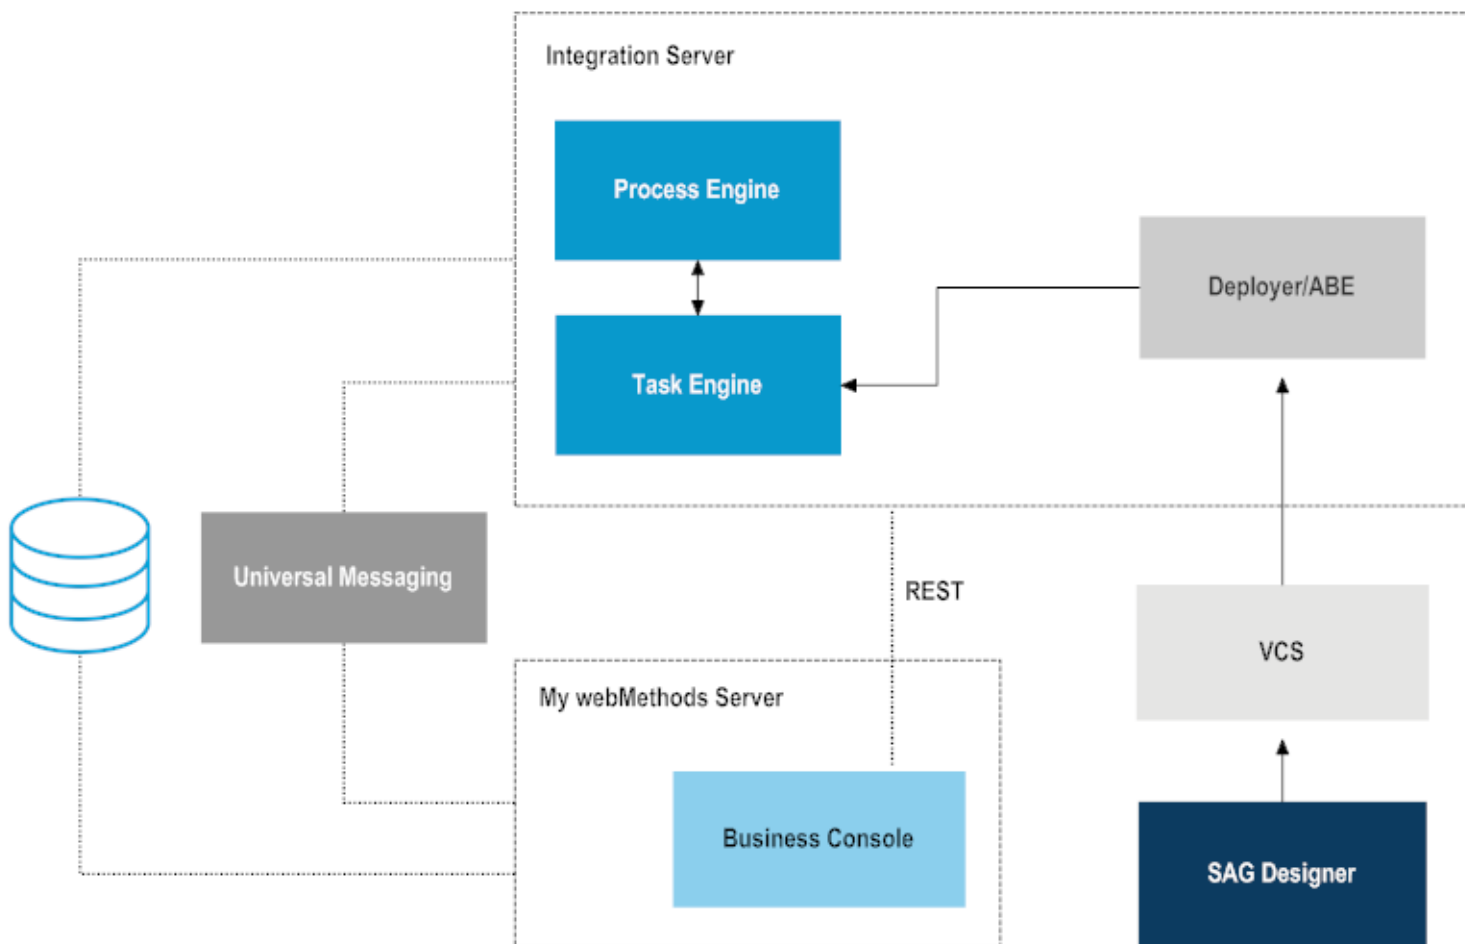 Integration Server
Process Engine
Deployer/ABE
Task Engine
Universal Messaging
REST
VCS
My webMethods Server
Business Console
SAG Designer